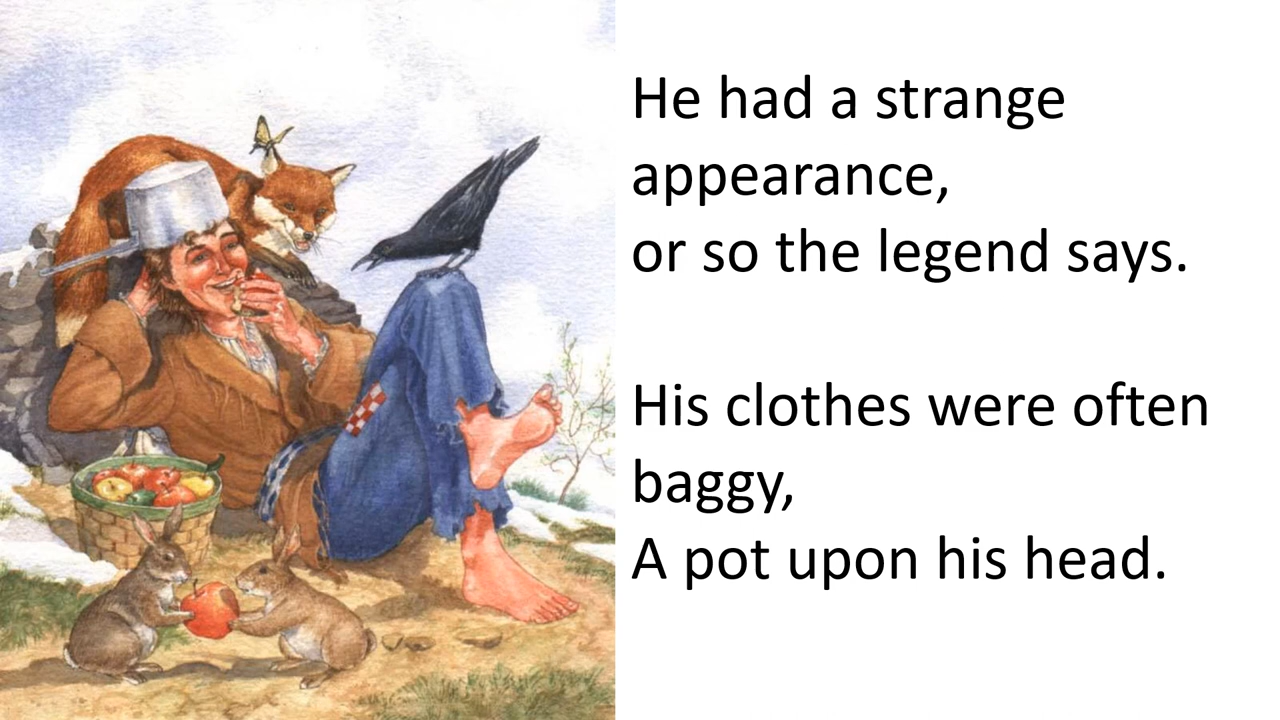 He had a strange
appearance,
or so the legend says.
His clothes were often
baggy,
A pot upon his head.